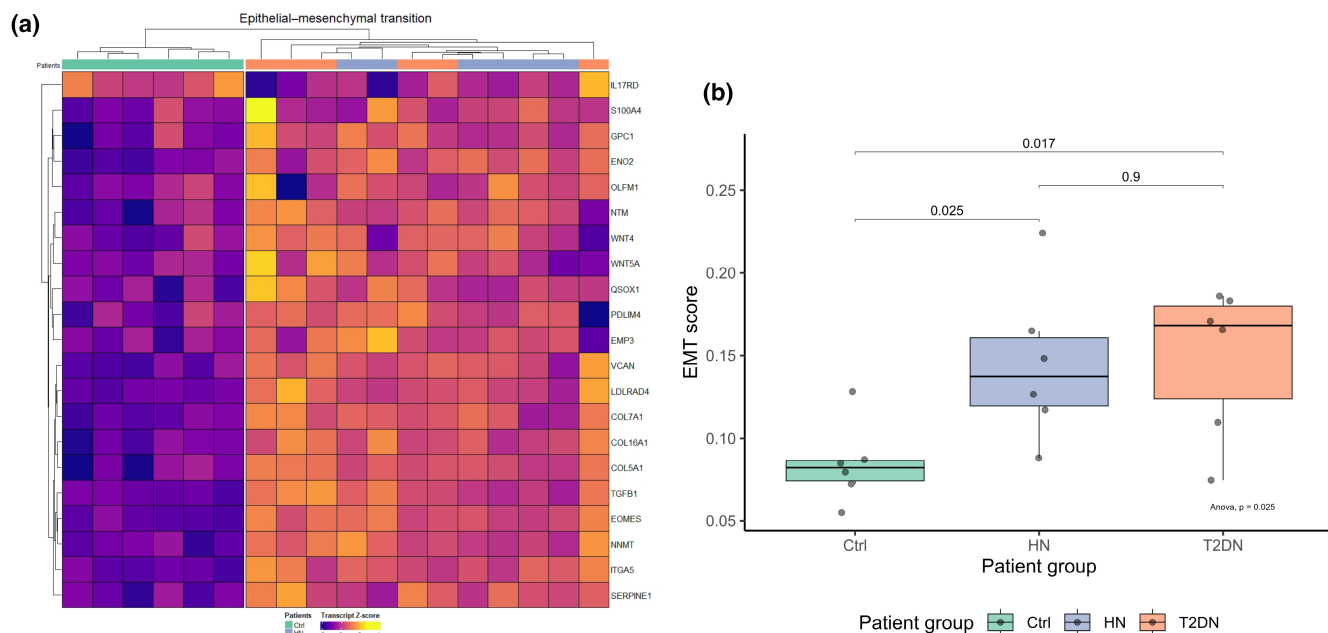 (a)
Epithelial–mesenchymal transition
Patients
IL17RD
S100A4
GPC1
ENO2
OLFM1
NTM
WNT4
WNT5A
QSOX1
PDLIM4
EMP3
VCAN
LDLRAD4
COL7A1
COL16A1
COL5A1
TGFB1
EOMES
NNMT
ITGA5
SERPINE1
Patients
Ctrl
HN
Transcript Z-score
(b)
0.017
0.9
0.025
EMT score
0.25
0.20
0.15
0.10
0.05
Anova, p = 0.025
Ctrl HN T2DN
Patient group
Patient group Ctrl HN T2DN